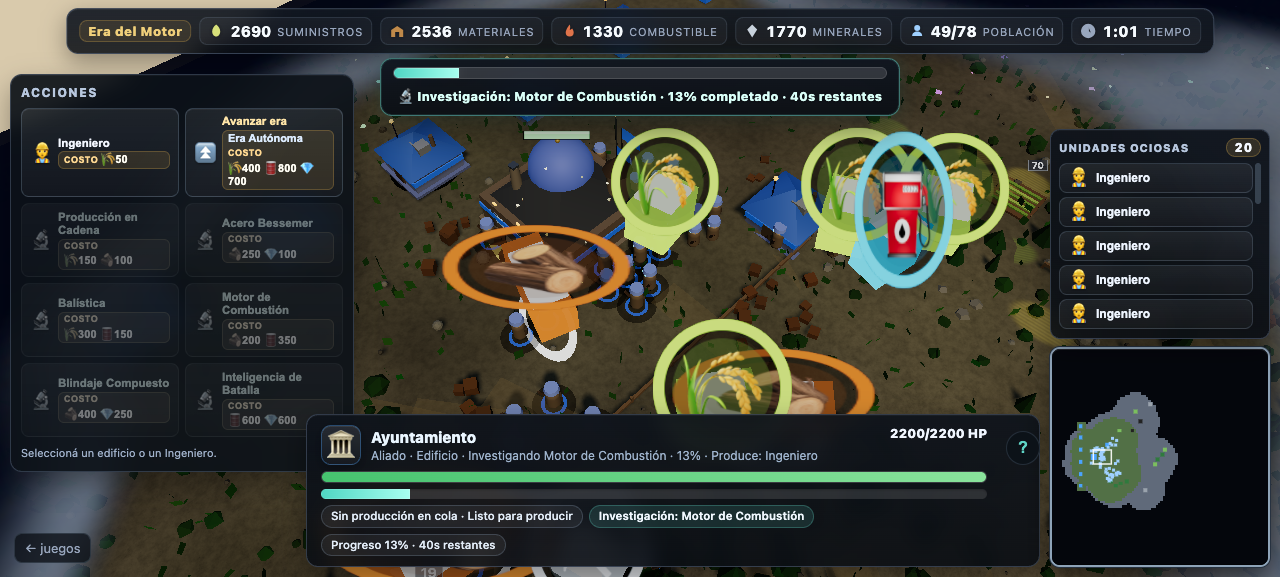 Era del Motor
2690 SUMINISTROS
2536 MATERIALES
1330 COMBUSTIBLE
1770 MINERALES
49/78 POBLACIÓN
1:01 TIEMPO
Investigación: Motor de Combustión · 13% completado · 40s restantes
ACCIONES
Ingeniero
COSTO 50
Avanzar era
Era Autónoma
COSTO
400 800
700
Producción en
Cadena
COSTO
150 100
Acero Bessemer
COSTO
250 100
Balística
COSTO
300 150
Motor de
Combustión
COSTO
200 350
Blindaje Compuesto
COSTO
400 250
Inteligencia de
Batalla
COSTO
600 600
Seleccioná un edificio o un Ingeniero.
← juegos
70
UNIDADES OCIOSAS 20
Ingeniero
Ingeniero
Ingeniero
Ingeniero
Ingeniero
Ayuntamiento
2200/2200 HP
?
Aliado · Edificio · Investigando Motor de Combustión · 13% · Produce: Ingeniero
Sin producción en cola · Listo para producir
Investigación: Motor de Combustión
Progreso 13% · 40s restantes
19